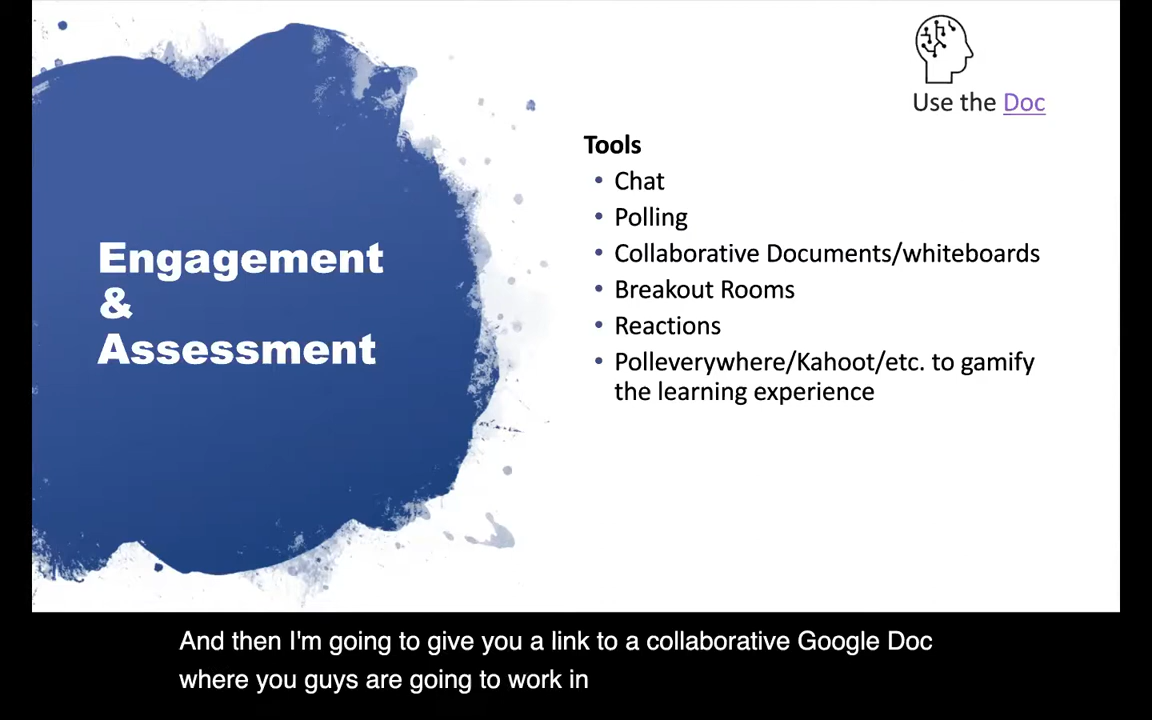 Use the Doc
Engagement
&
Assessment
Tools
• Chat
• Polling
• Collaborative Documents/whiteboards
• Breakout Rooms
• Reactions
• Polleverywhere/Kahoot/etc. to gamify
the learning experience
And then I'm going to give you a link to a collaborative Google Doc
where you guys are going to work in